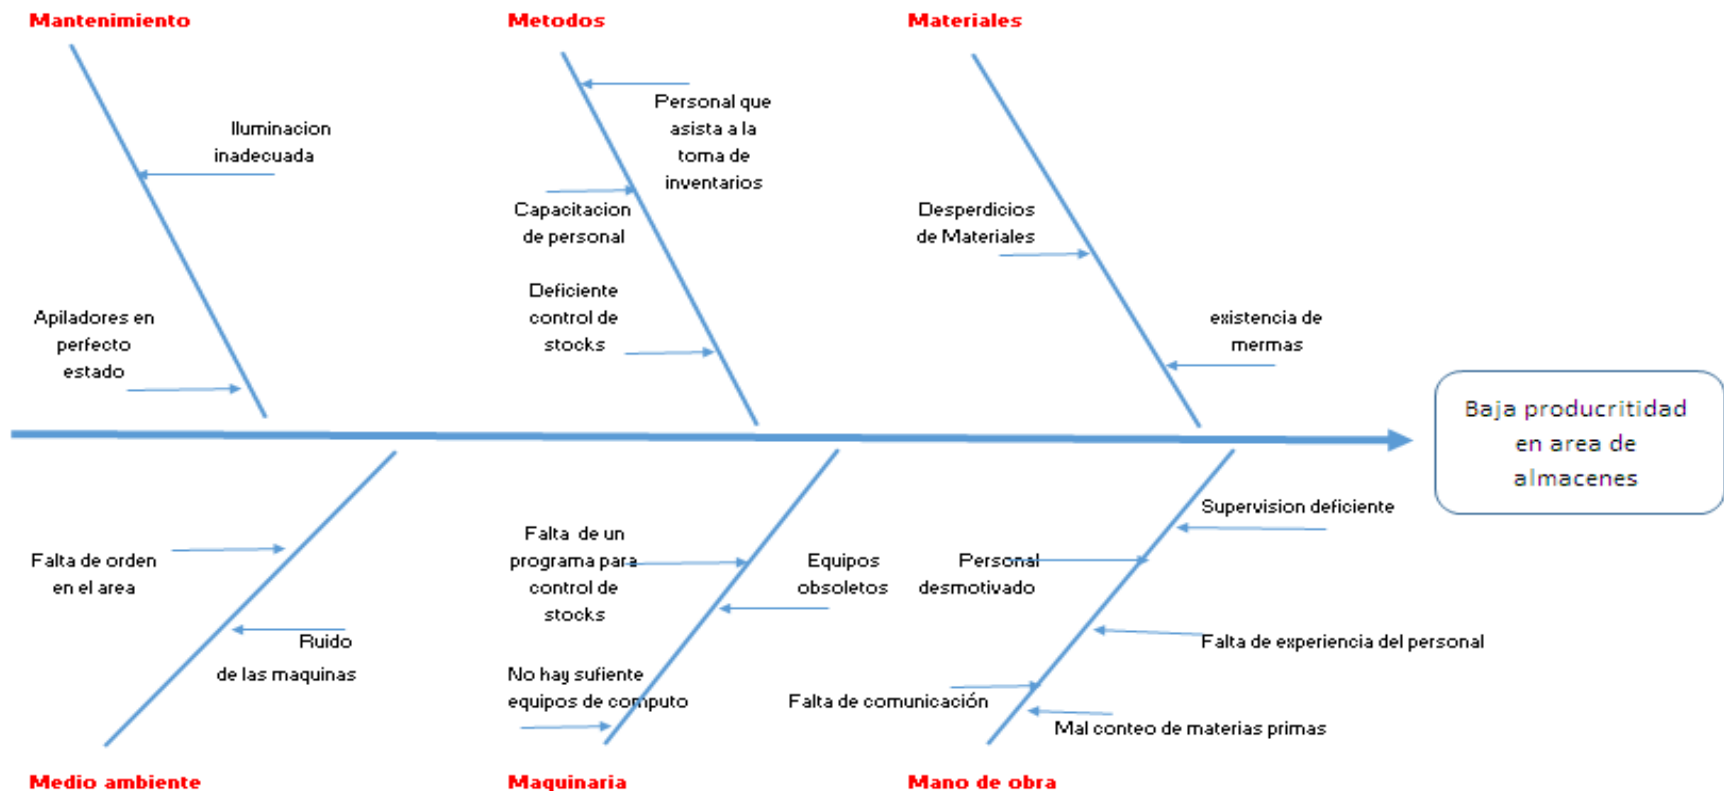 Mantenimiento
Metodos
Materiales
Iluminacion
inadecuada
Apiladores en
perfecto
estado
Personal que
asista a la
toma de
inventarios
Capacitacion
de personal
Deficiente
control de
stocks
Desperdicios
de Materiales
existencia de
mermas
Baja producritidad
en area de
almacenes
Falta de orden
en el area
Ruido
de las maquinas
Falta de un
programa para
control de
stocks
Equipos
obsoletos
No hay sufiente
equipos de computo
Supervision deficiente
Personal
desmotivado
Falta de experiencia del personal
Falta de comunicación
Mal conteo de materias primas
Medio ambiente
Maquinaria
Mano de obra